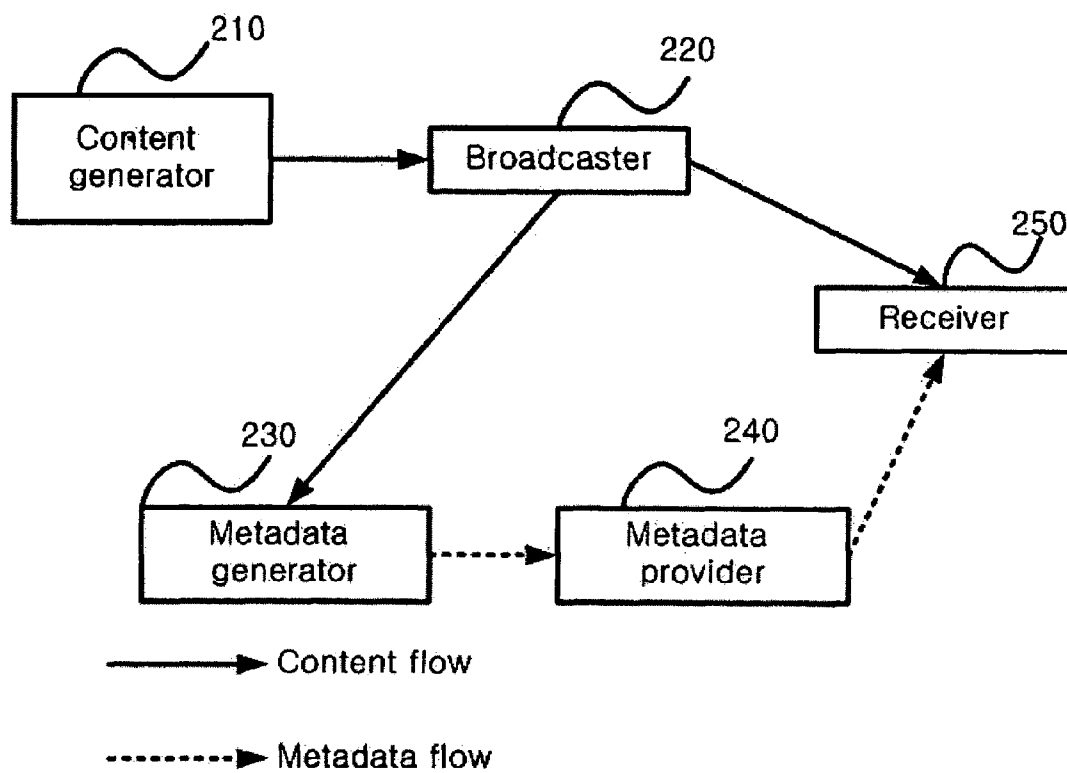 210
220
Content
generator
Broadcaster
250
Receiver
230
240
Metadata
generator
Metadata
provider
Content flow
Metadata flow